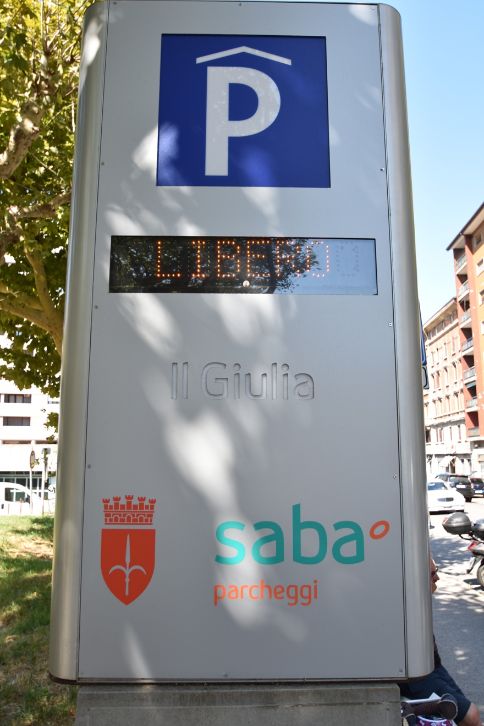 P
LIBERO
Il Giulia
saba
parcheggi